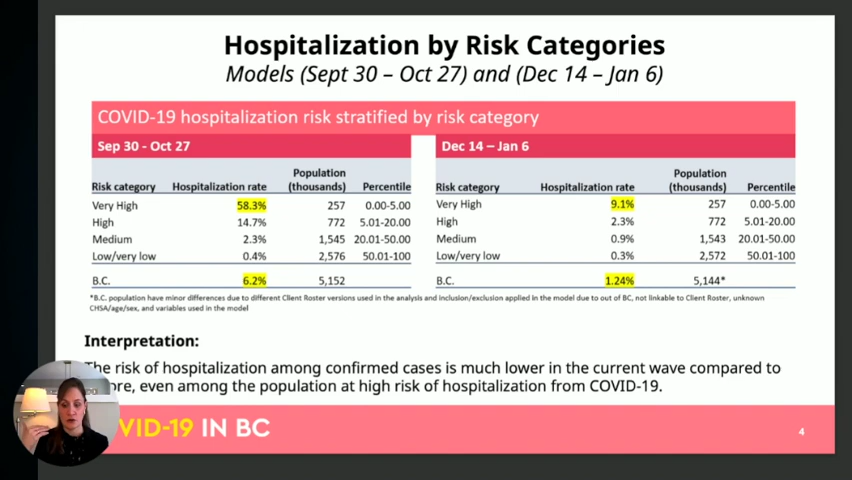 Hospitalization by Risk Categories
Models (Sept 30 – Oct 27) and (Dec 14 – Jan 6)
COVID-19 hospitalization risk stratified by risk category
Sep 30 - Oct 27
Risk category Hospitalization rate Population (thousands) Percentile
Very High 58.3% 257 0.00-5.00
High 14.7% 772 5.01-20.00
Medium 2.3% 1,545 20.01-50.00
Low/very low 0.4% 2,576 50.01-100
B.C. 6.2% 5,152
Dec 14 – Jan 6
Risk category Hospitalization rate Population (thousands) Percentile
Very High 9.1% 257 0.00-5.00
High 2.3% 772 5.01-20.00
Medium 0.9% 1,543 20.01-50.00
Low/very low 0.3% 2,572 50.01-100
B.C. 1.24% 5,144*
*B.C. population have minor differences due to different Client Roster versions used in the analysis and inclusion/exclusion applied in the model due to out of BC, not linkable to Client Roster, unknown
CHSA/age/sex, and variables used in the model
Interpretation:
The risk of hospitalization among confirmed cases is much lower in the current wave compared to
ore, even among the population at high risk of hospitalization from COVID-19.
VID-19 IN BC
4